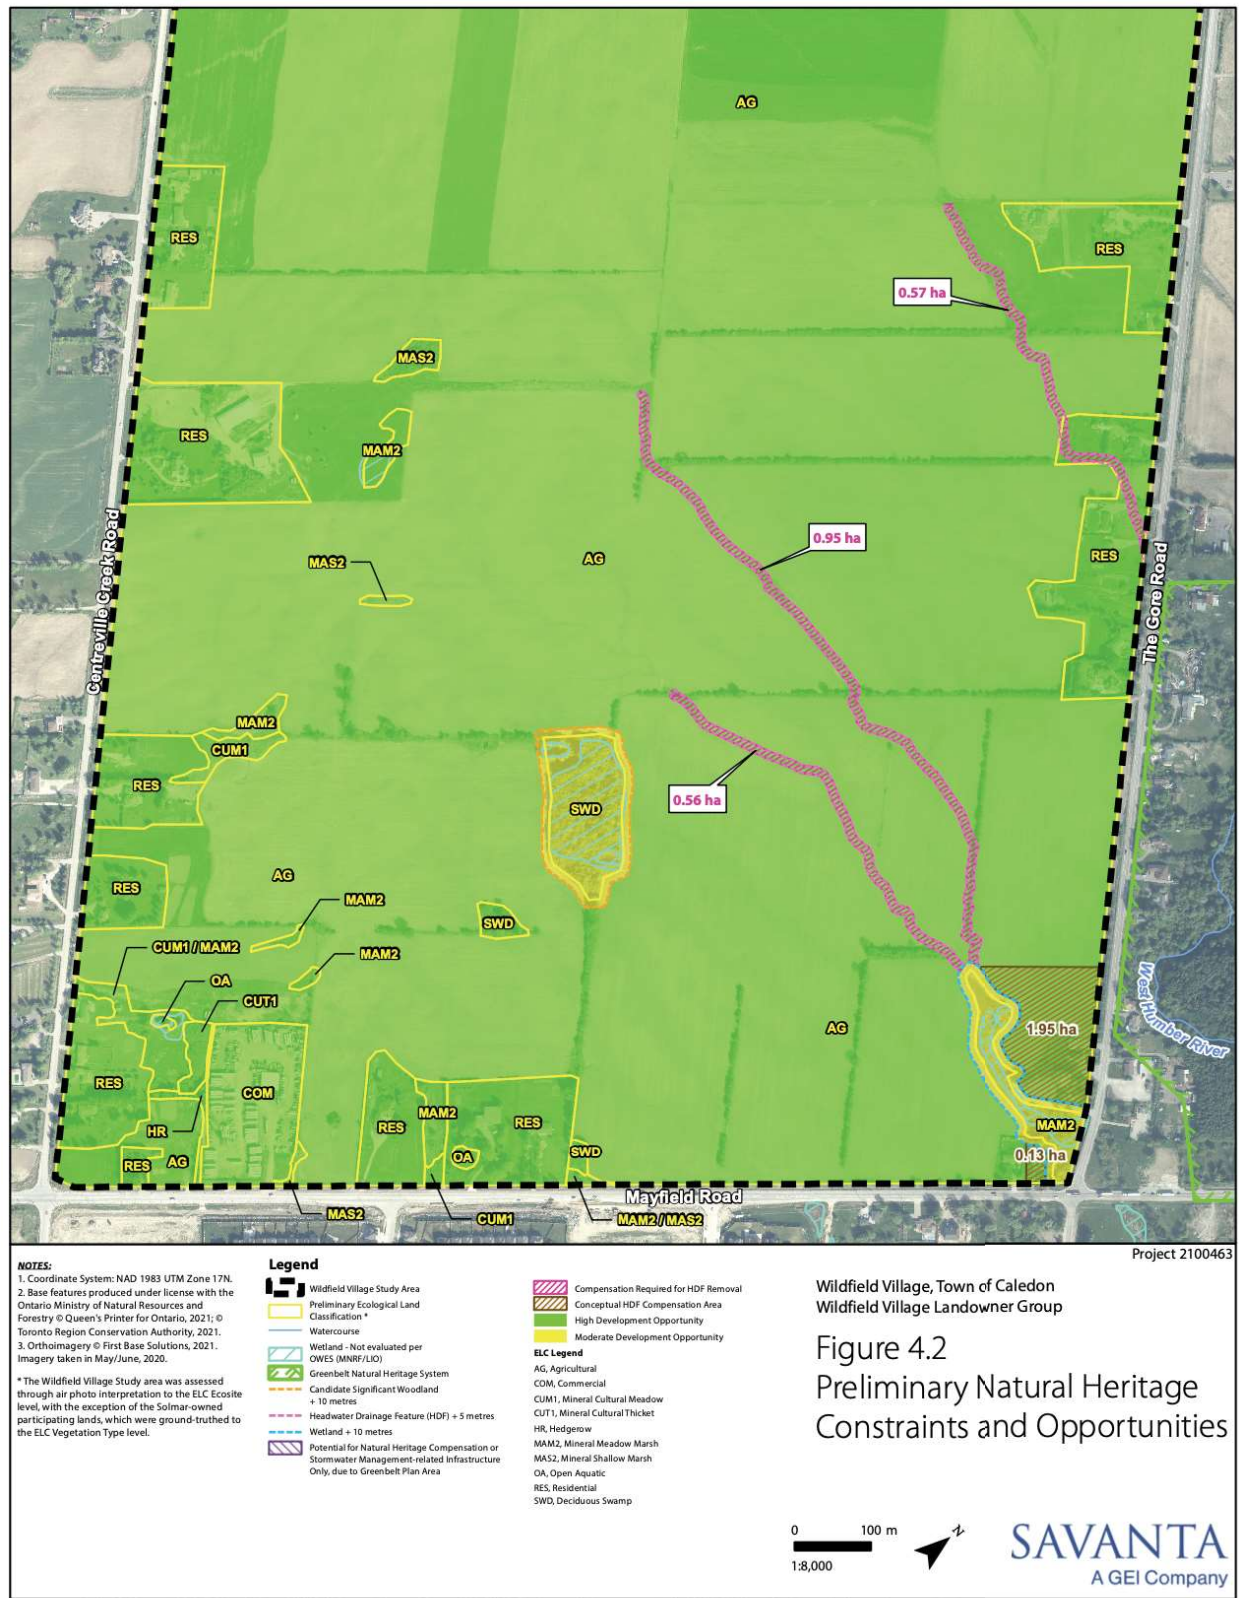 AG
RES
RES
0.57 ha
MAS2
RES
MAM2
0.95 ha
MAS2
AG
RES
Centreville Creek Road
The Gore Road
MAM2
CUM1
RES
0.56 ha
SWD
RES
AG
MAM2
SWD
CUM1 / MAM2
MAM2
OA
CUT1
AG
1.95 ha
West Humber River
RES
COM
MAM2
RES
RES
MAM2
HR
SWD
RES
AG
OA
0.13 ha
Mayfield Road
MAS2
CUM1
MAM2 / MAS2
Project 2100463
NOTES:
1. Coordinate System: NAD 1983 UTM Zone 17N.
2. Base features produced under license with the
Ontario Ministry of Natural Resources and
Forestry © Queen's Printer for Ontario, 2021; ©
Toronto Region Conservation Authority, 2021.
3. Orthoimagery © First Base Solutions, 2021.
Imagery taken in May/June, 2020.
* The Wildfield Village Study area was assessed
through air photo interpretation to the ELC Ecosite
level, with the exception of the Solmar-owned
participating lands, which were ground-truthed to
the ELC Vegetation Type level.
Legend
Wildfield Village Study Area
Preliminary Ecological Land
Classification *
Watercourse
Wetland - Not evaluated per
OWES (MNRF/LIO)
Greenbelt Natural Heritage System
Candidate Significant Woodland
+ 10 metres
Headwater Drainage Feature (HDF) + 5 metres
Wetland + 10 metres
Potential for Natural Heritage Compensation or
Stormwater Management-related Infrastructure
Only, due to Greenbelt Plan Area
Compensation Required for HDF Removal
Conceptual HDF Compensation Area
High Development Opportunity
Moderate Development Opportunity
ELC Legend
AG, Agricultural
COM, Commercial
CUM1, Mineral Cultural Meadow
CUT1, Mineral Cultural Thicket
HR, Hedgerow
MAM2, Mineral Meadow Marsh
MAS2, Mineral Shallow Marsh
OA, Open Aquatic
RES, Residential
SWD, Deciduous Swamp
Wildfield Village, Town of Caledon
Wildfield Village Landowner Group
Figure 4.2
Preliminary Natural Heritage
Constraints and Opportunities
0 100 m
1:8,000
N
SAVANTA
A GEI Company